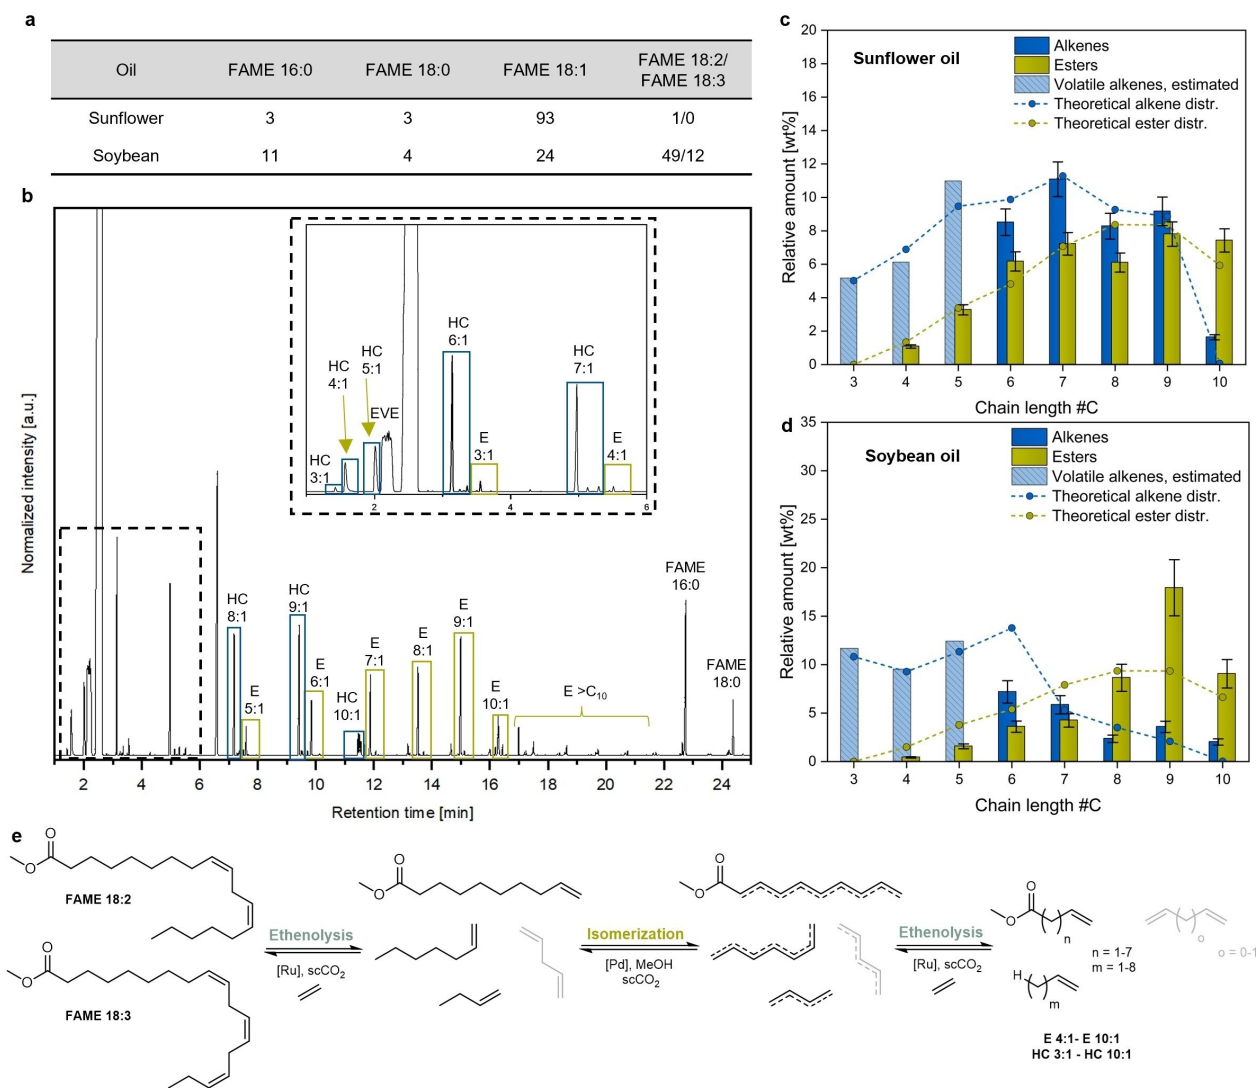 a
Oil FAME 16:0 FAME 18:0 FAME 18:1 FAME 18:2/
FAME 18:3
Sunflower 3 3 93 1/0
Soybean 11 4 24 49/12
b
Normalized intensity [a.u.]
HC
3:1
HC
4:1
HC
5:1
EVE
HC
6:1
E
3:1
HC
7:1
E
4:1
2 4 6
HC
8:1
E
5:1
HC
9:1
E
6:1
HC
10:1
E
7:1
E
8:1
E
9:1
E
10:1
E >C10
FAME
16:0
FAME
18:0
2 4 6 8 10 12 14 16 18 20 22 24
Retention time [min]
c
Sunflower oil
Alkenes
Esters
Volatile alkenes, estimated
Theoretical alkene distr.
Theoretical ester distr.
Relative amount [wt%]
20
18
16
14
12
10
8
6
4
2
0
3 4 5 6 7 8 9 10
Chain length #C
d
Soybean oil
Alkenes
Esters
Volatile alkenes, estimated
Theoretical alkene distr.
Theoretical ester distr.
Relative amount [wt%]
35
30
25
20
15
10
5
0
3 4 5 6 7 8 9 10
Chain length #C
e
O
O
FAME 18:2
O
O
FAME 18:3
Ethenolysis
[Ru], scCO2
O
O
Isomerization
[Pd], MeOH
scCO2
O
O
Ethenolysis
[Ru], scCO2
O
O
n
H
m
n = 1-7
m = 1-8
o
o = 0-1
E 4:1- E 10:1
HC 3:1 - HC 10:1